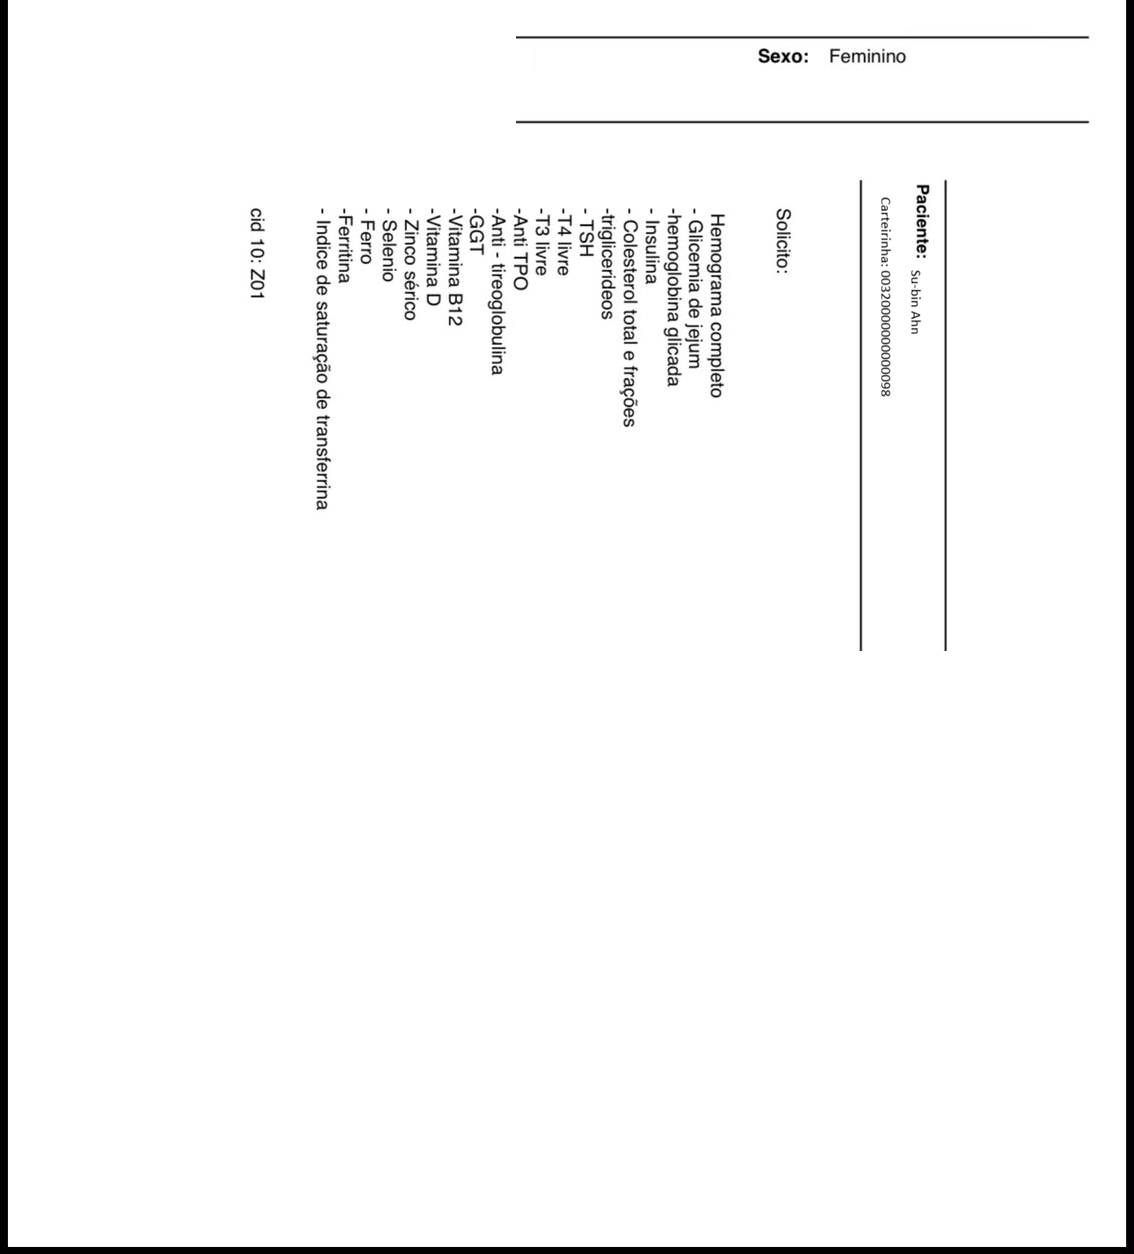 Sexo: Feminino
Paciente: Su-bin Ahn
Carteirinha: 00320000000000098
Solicito:
Hemograma completo
- Glicemia de jejum
-hemoglobina glicada
- Insulina
- Colesterol total e frações
-triglicerideos
- TSH
-T4 livre
-T3 livre
-Anti TPO
-Anti - tireoglobulina
-GGT
-Vitamina B12
-Vitamina D
- Zinco sérico
- Selenio
- Ferro
-Ferritina
- Indice de saturação de transferrina
cid 10: Z01